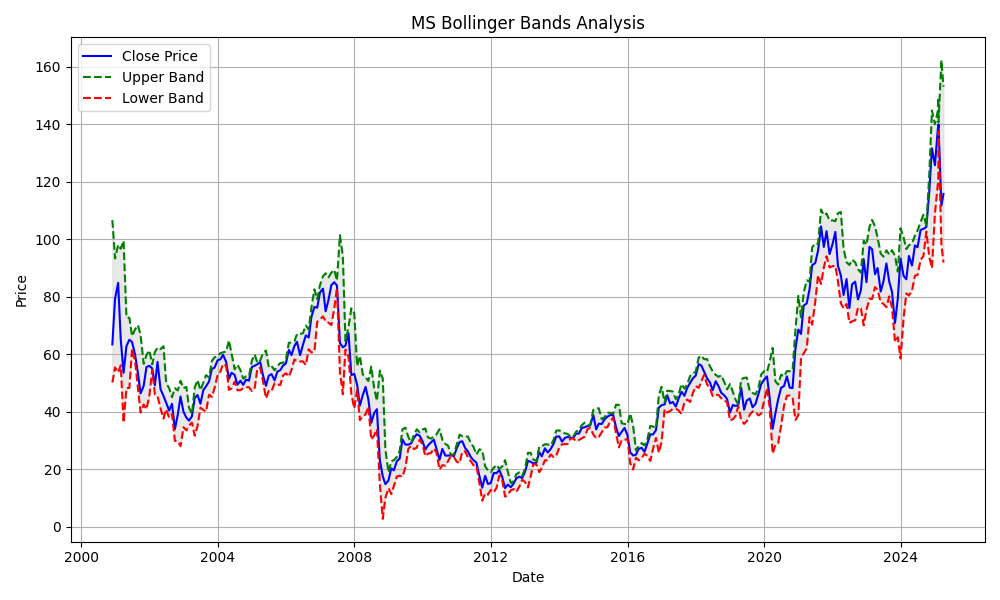 MS Bollinger Bands Analysis
Close Price
Upper Band
Lower Band
Price
160
140
120
100
80
60
40
20
0
2000 2004 2008 2012 2016 2020 2024
Date